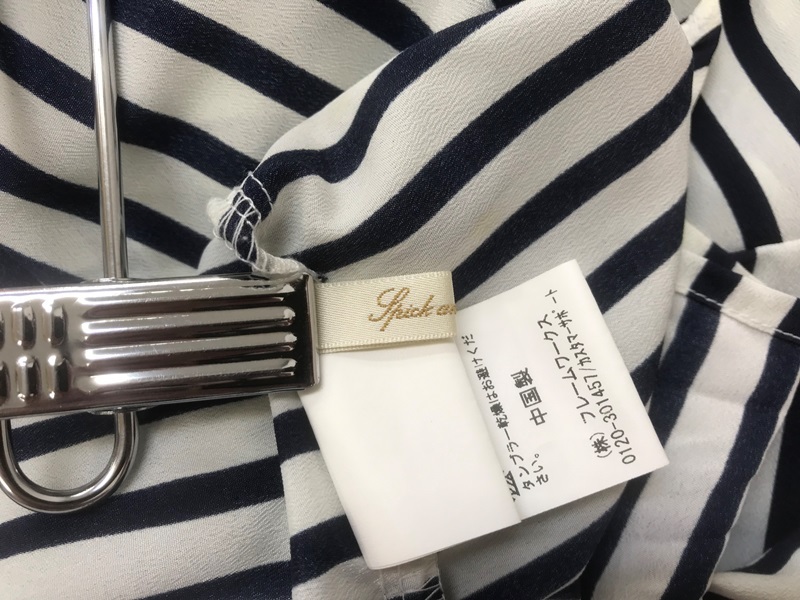 Spick an
タンブラー乾燥はお避けくだ
さい。
中国製
(株) フレームワークス
0120-301457/カスタマーサポート